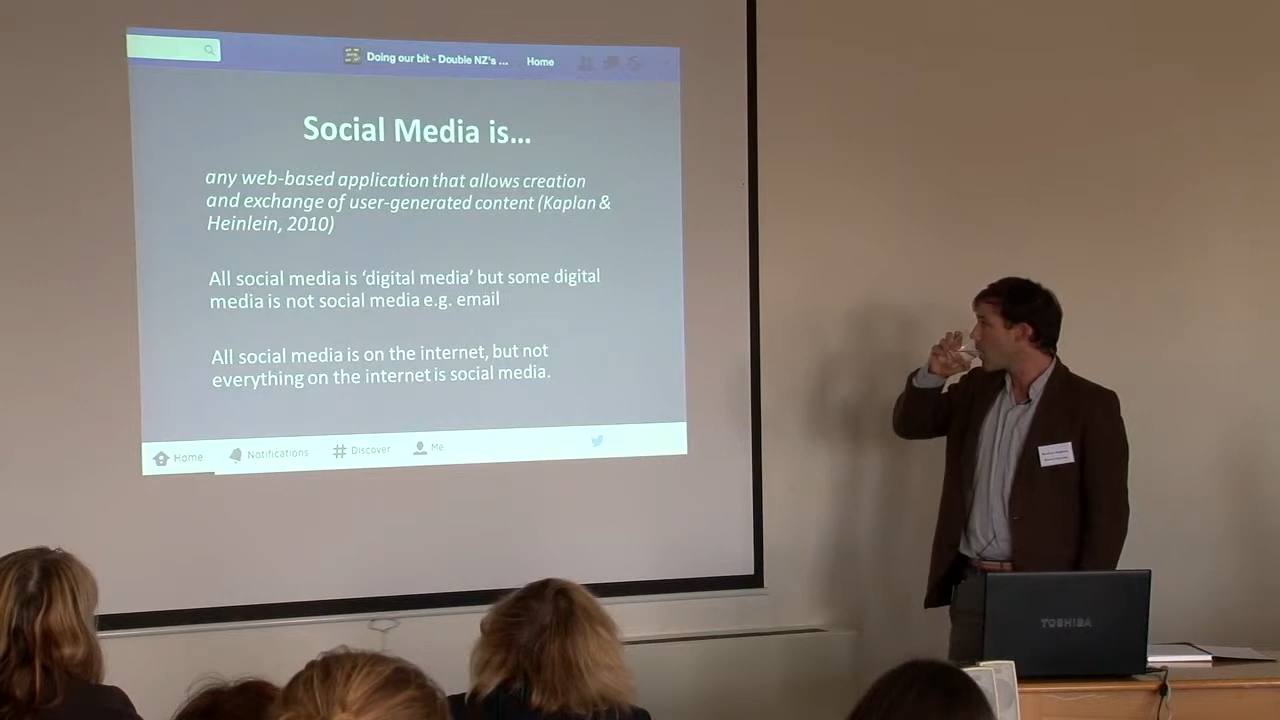 Doing our bit - Double NZ's ... Home
Social Media is...
any web-based application that allows creation
and exchange of user-generated content (Kaplan &
Heinlein, 2010)
All social media is 'digital media' but some digital
media is not social media e.g. email
All social media is on the internet, but not
everything on the internet is social media.
Home Notifications Discover Me
TOSHIBA